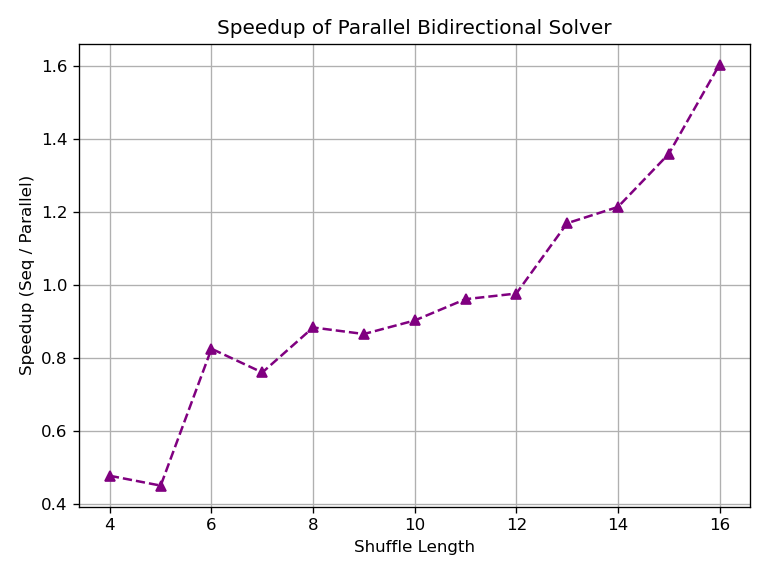 Speedup of Parallel Bidirectional Solver
Speedup (Seq / Parallel)
1.6
1.4
1.2
1.0
0.8
0.6
0.4
4 6 8 10 12 14 16
Shuffle Length